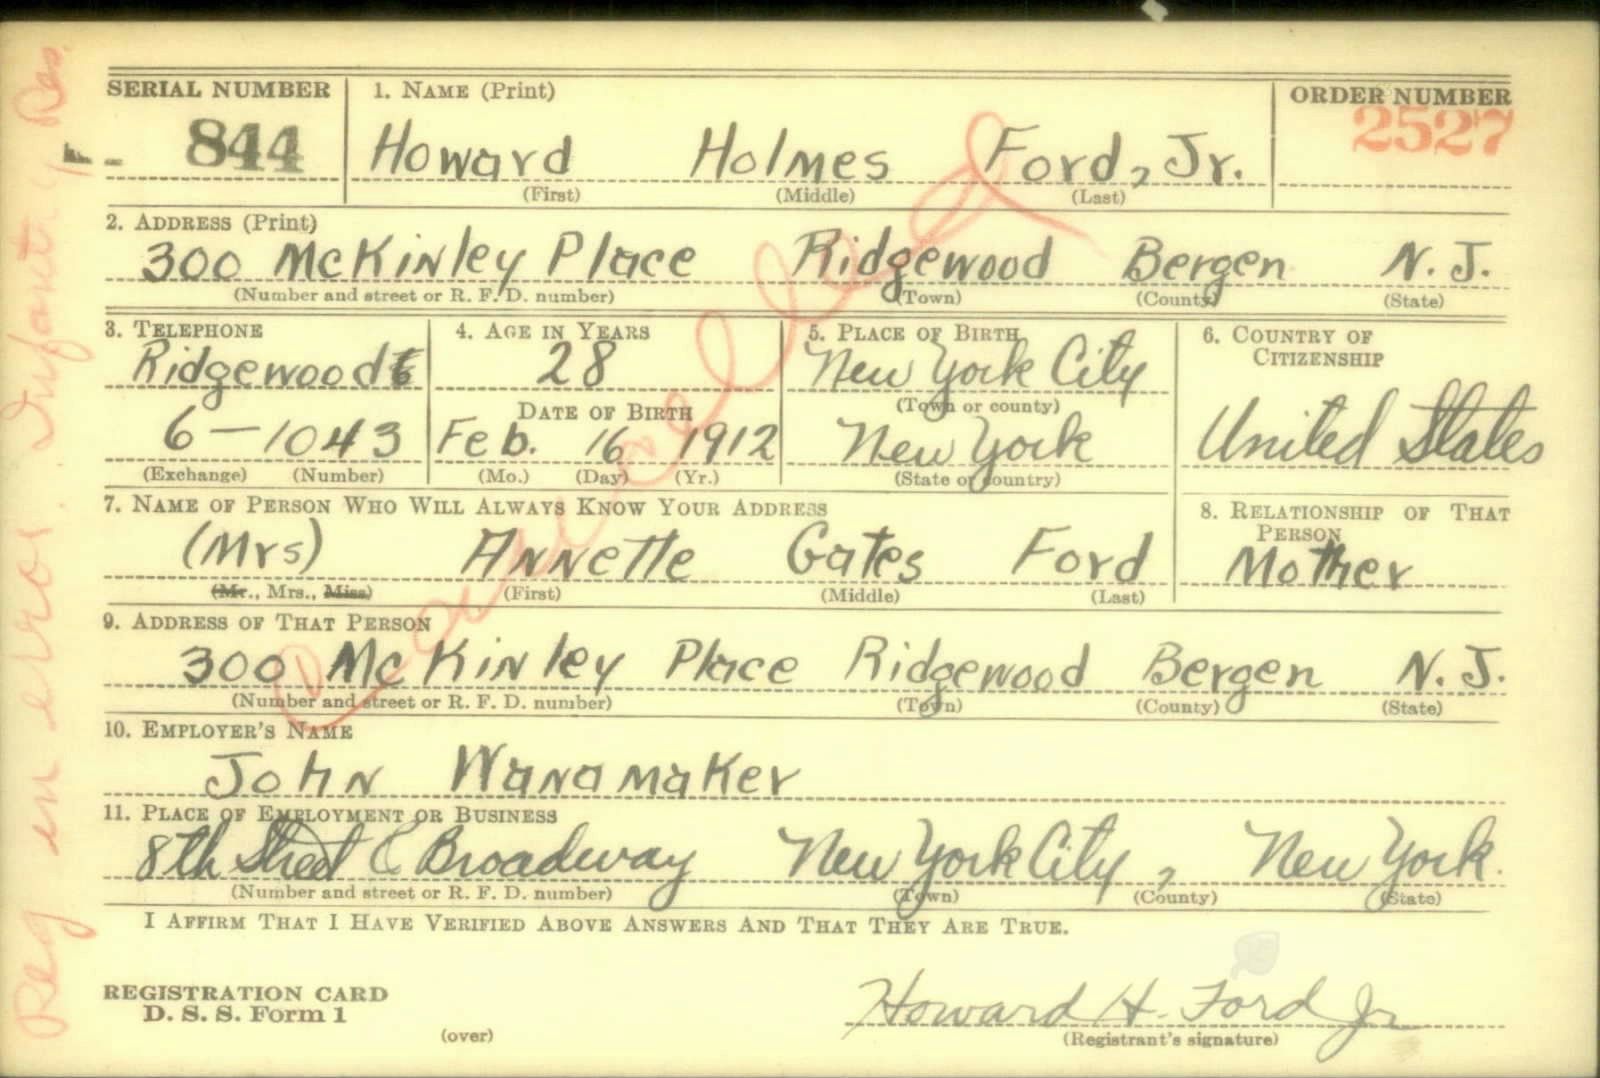 SERIAL NUMBER 1. NAME (Print) ORDER NUMBER
844 Howard Holmes Ford, Jr. 2527
(First) (Middle) (Last)
2. ADDRESS (Print)
300 McKinley Place Ridgewood Bergen N. J.
(Number and street or R. F. D. number) (Town) (County) (State)
3. TELEPHONE 4. AGE IN YEARS 5. PLACE OF BIRTH 6. COUNTRY OF CITIZENSHIP
Ridgewood 28 New York City
DATE OF BIRTH (Town or county)
6-1043 Feb. 16 1912 New York United States
(Exchange) (Number) (Mo.) (Day) (Yr.) (State or country)
7. NAME OF PERSON WHO WILL ALWAYS KNOW YOUR ADDRESS 8. RELATIONSHIP OF THAT PERSON
(Mrs) Annette Gates Ford Mother
(Mr., Mrs., Miss) (First) (Middle) (Last)
9. ADDRESS OF THAT PERSON
300 McKinley Place Ridgewood Bergen N. J.
(Number and street or R. F. D. number) (Town) (County) (State)
10. EMPLOYER'S NAME
John Wanamaker
11. PLACE OF EMPLOYMENT OR BUSINESS
8th Street & Broadway New York City, New York.
(Number and street or R. F. D. number) (Town) (County) (State)
I AFFIRM THAT I HAVE VERIFIED ABOVE ANSWERS AND THAT THEY ARE TRUE.
REGISTRATION CARD
D. S. S. Form 1
(over)
Howard H. Ford Jr
(Registrant's signature)
Cancelled
Reg in error. Infantry Res.